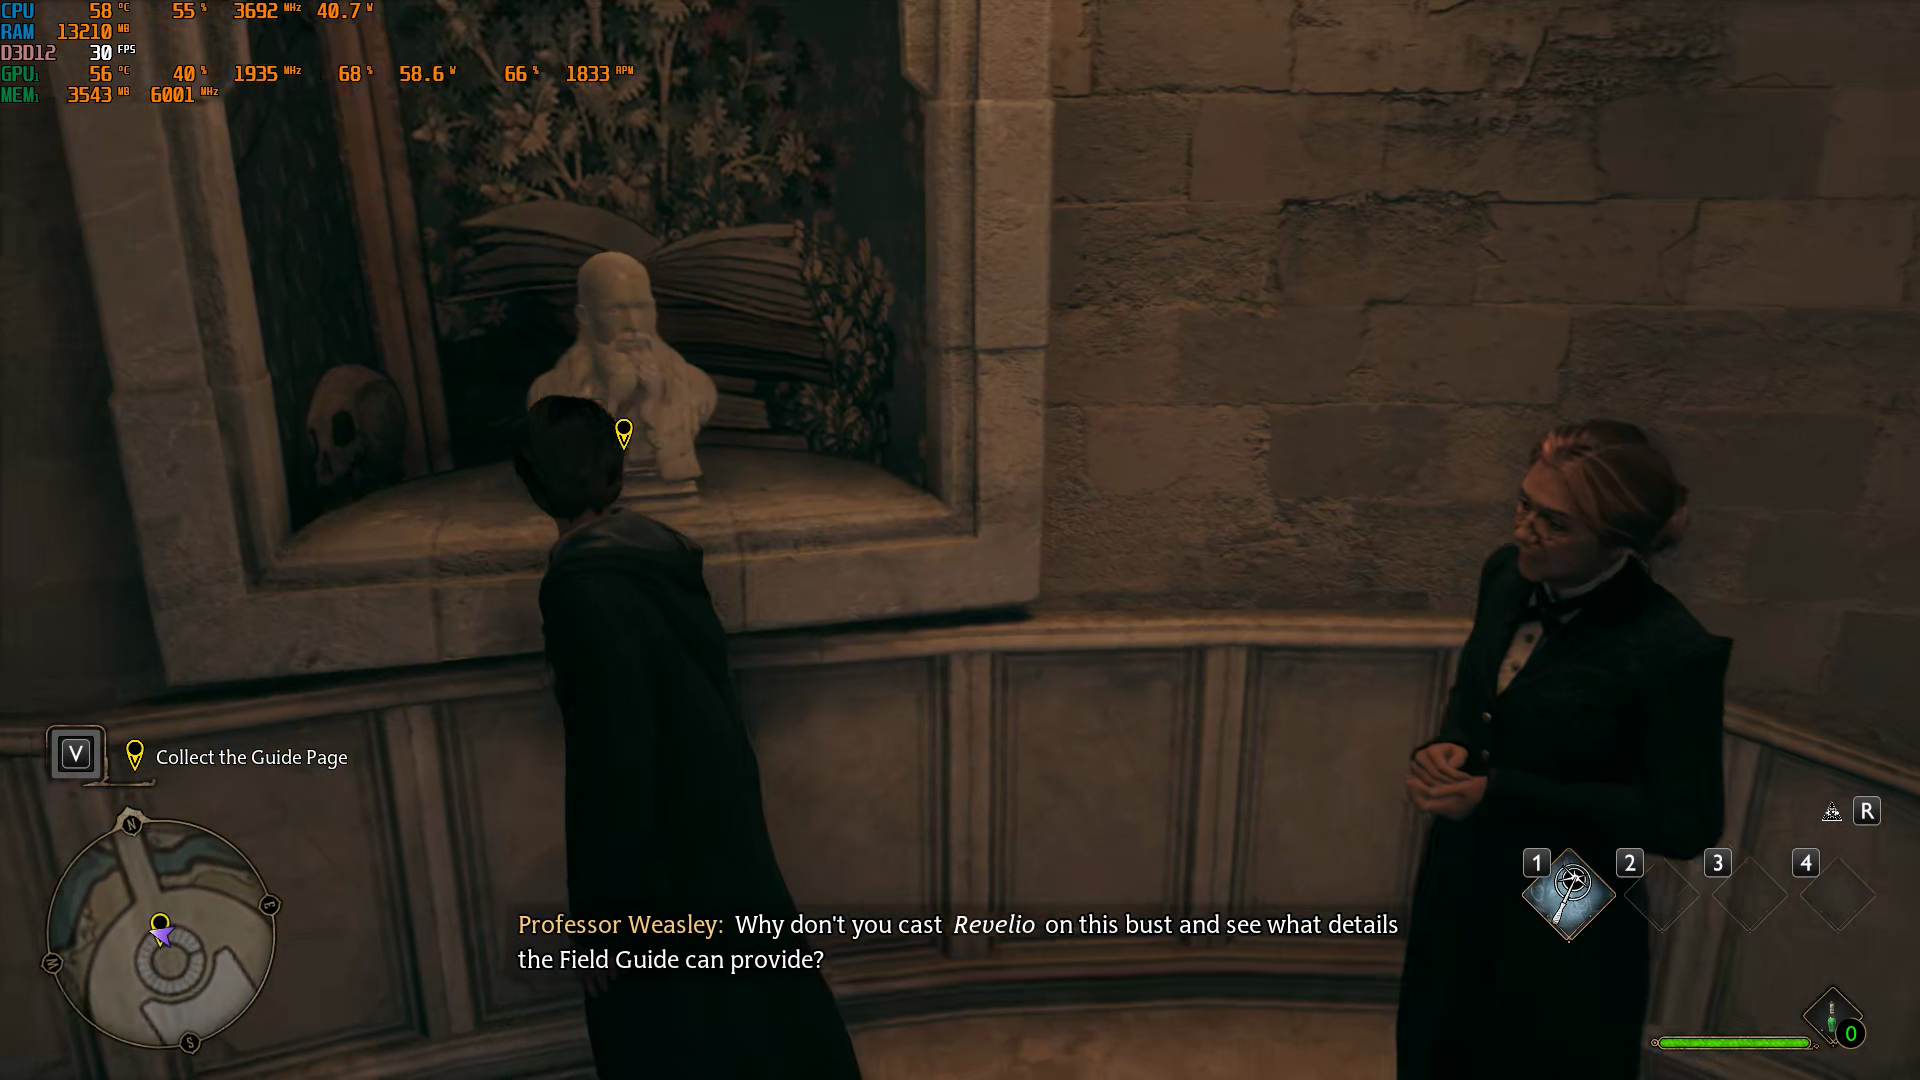 CPU 58 °C 55 % 3692 MHz 40.7 W
RAM 13210 MB
D3D12 30 FPS
GPU1 56 °C 40 % 1935 MHz 68 % 58.6 W 66 % 1833 RPM
MEM1 3543 MB 6001 MHz
V Collect the Guide Page
N
E
W
S
R
1 2 3 4
Professor Weasley: Why don't you cast Revelio on this bust and see what details
the Field Guide can provide?
0